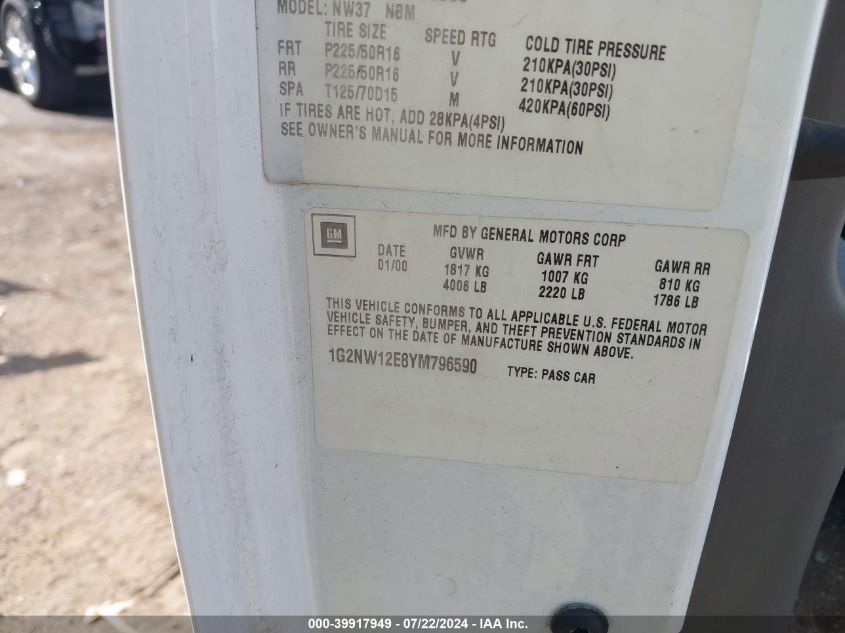 MODEL: NW37 NBM
TIRE SIZE SPEED RTG COLD TIRE PRESSURE
FRT P225/50R16 V 210KPA(30PSI)
RR P225/50R16 V 210KPA(30PSI)
SPA T125/70D15 M 420KPA(60PSI)
IF TIRES ARE HOT, ADD 28KPA(4PSI)
SEE OWNER'S MANUAL FOR MORE INFORMATION
GM
MFD BY GENERAL MOTORS CORP
DATE GVWR GAWR FRT GAWR RR
01/00 1817 KG 1007 KG 810 KG
4006 LB 2220 LB 1786 LB
THIS VEHICLE CONFORMS TO ALL APPLICABLE U.S. FEDERAL MOTOR
VEHICLE SAFETY, BUMPER, AND THEFT PREVENTION STANDARDS IN
EFFECT ON THE DATE OF MANUFACTURE SHOWN ABOVE.
1G2NW12E8YM796590 TYPE: PASS CAR
000-39917949 - 07/22/2024 - IAA Inc.